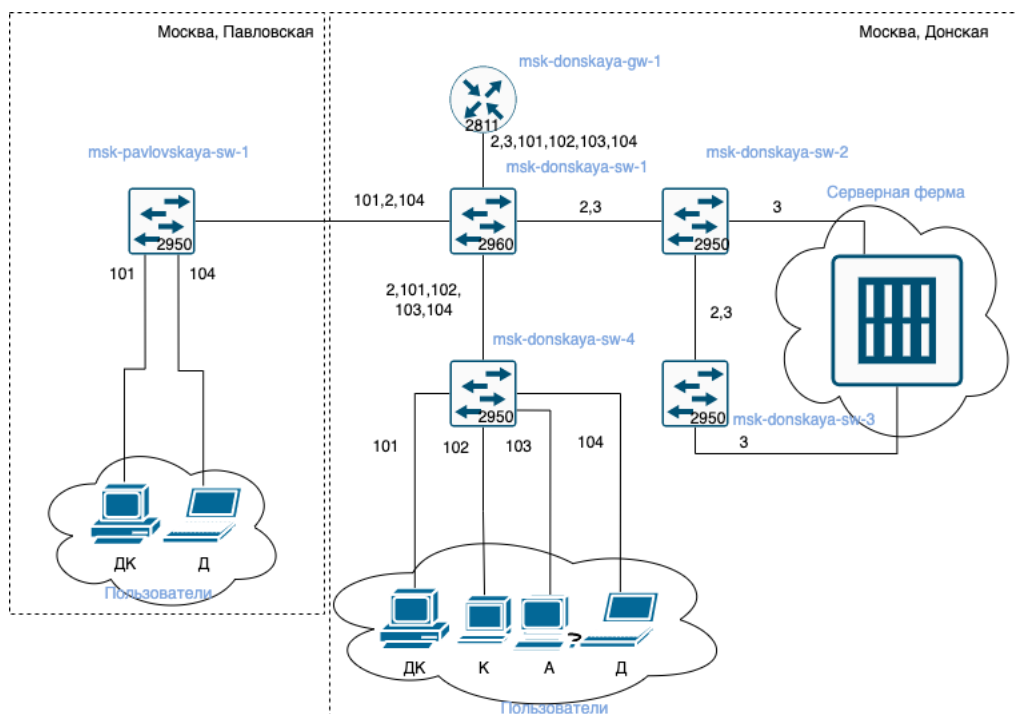 Москва, Павловская
Москва, Донская
msk-donskaya-gw-1
2811
2,3,101,102,103,104
msk-pavlovskaya-sw-1
msk-donskaya-sw-1
msk-donskaya-sw-2
Серверная ферма
101,2,104
2,3
3
2950
2960
2950
101
104
2,101,102,
103,104
2,3
msk-donskaya-sw-4
2950
2950
msk-donskaya-sw-3
101
102
103
104
3
ДК
Д
Пользователи
?
ДК
К
А
Д
Пользователи